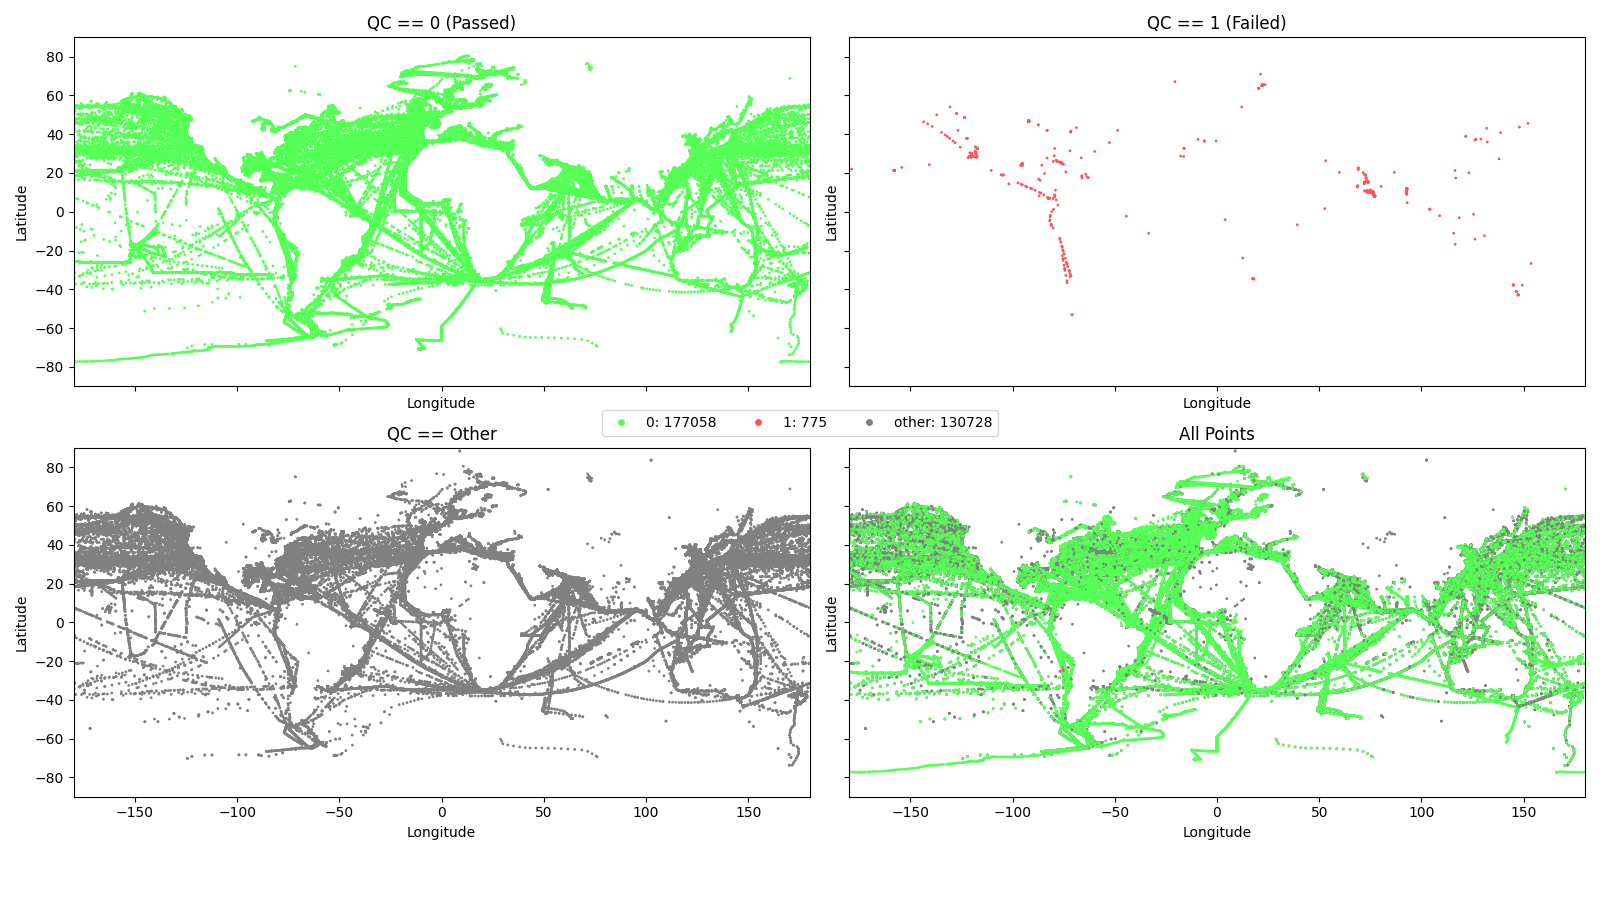 QC == 0 (Passed)
QC == 1 (Failed)
80
60
40
20
0
−20
−40
−60
−80
Latitude
Latitude
Longitude
Longitude
0: 177058
1: 775
other: 130728
QC == Other
All Points
80
60
40
20
0
−20
−40
−60
−80
Latitude
Latitude
−150
−100
−50
0
50
100
150
−150
−100
−50
0
50
100
150
Longitude
Longitude